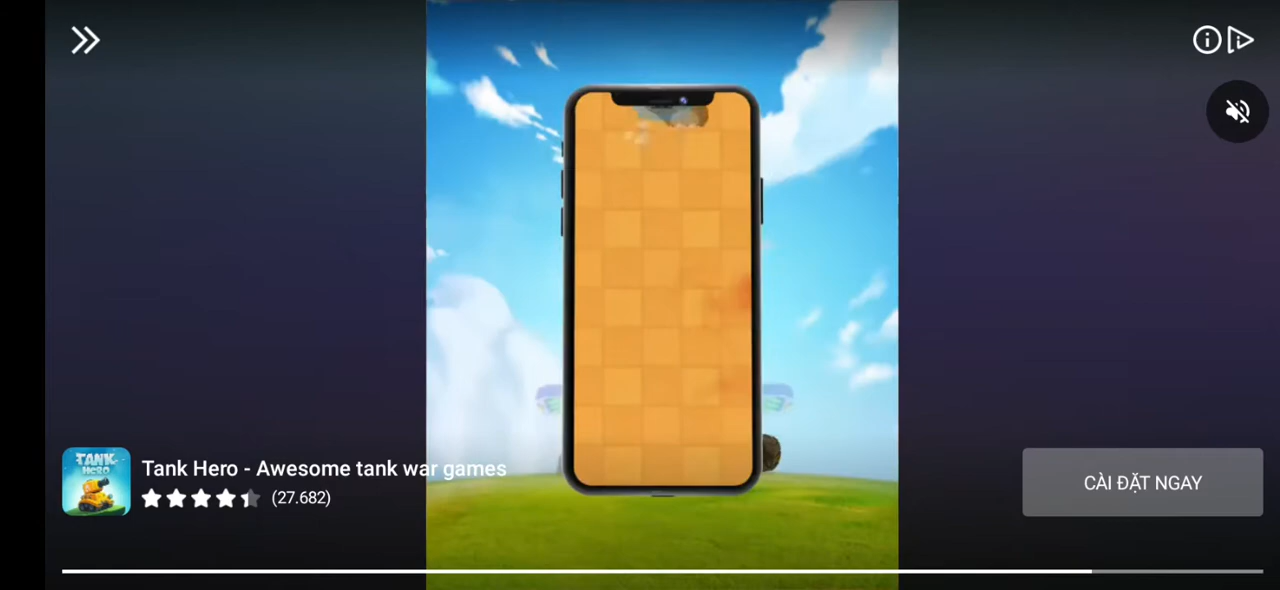 TANK
HERO
Tank Hero - Awesome tank war games
(27.682)
CÀI ĐẶT NGAY